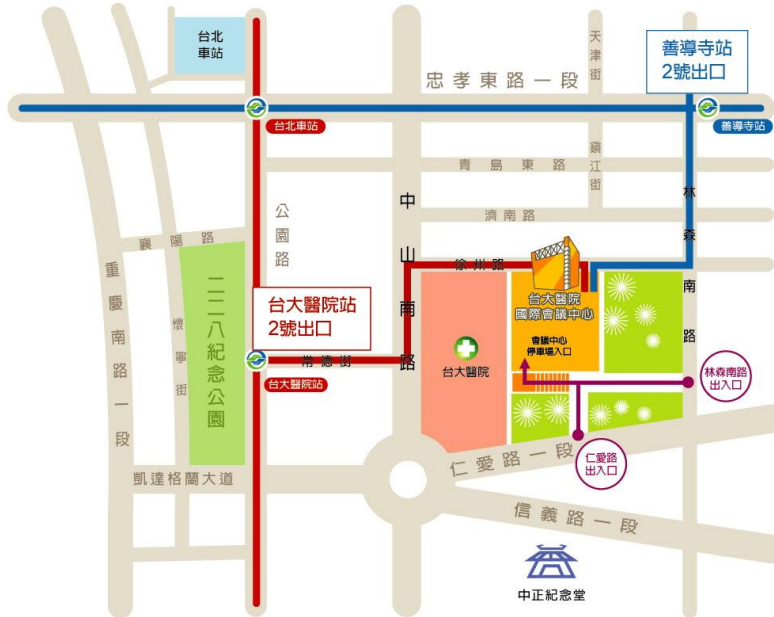 台北
車站
天津街
善導寺站
2號出口
忠孝東路一段
台北車站
善導寺站
青島東路
鎮江街
林森南路
中山南路
公園路
濟南路
襄陽路
徐州路
重慶南路一段
懷寧街
二二八紀念公園
台大醫院站
2號出口
台大醫院
國際會議中心
會議中心
停車場入口
常德街
台大醫院站
台大醫院
林森南路
出入口
仁愛路
出入口
仁愛路一段
凱達格蘭大道
信義路一段
中正紀念堂